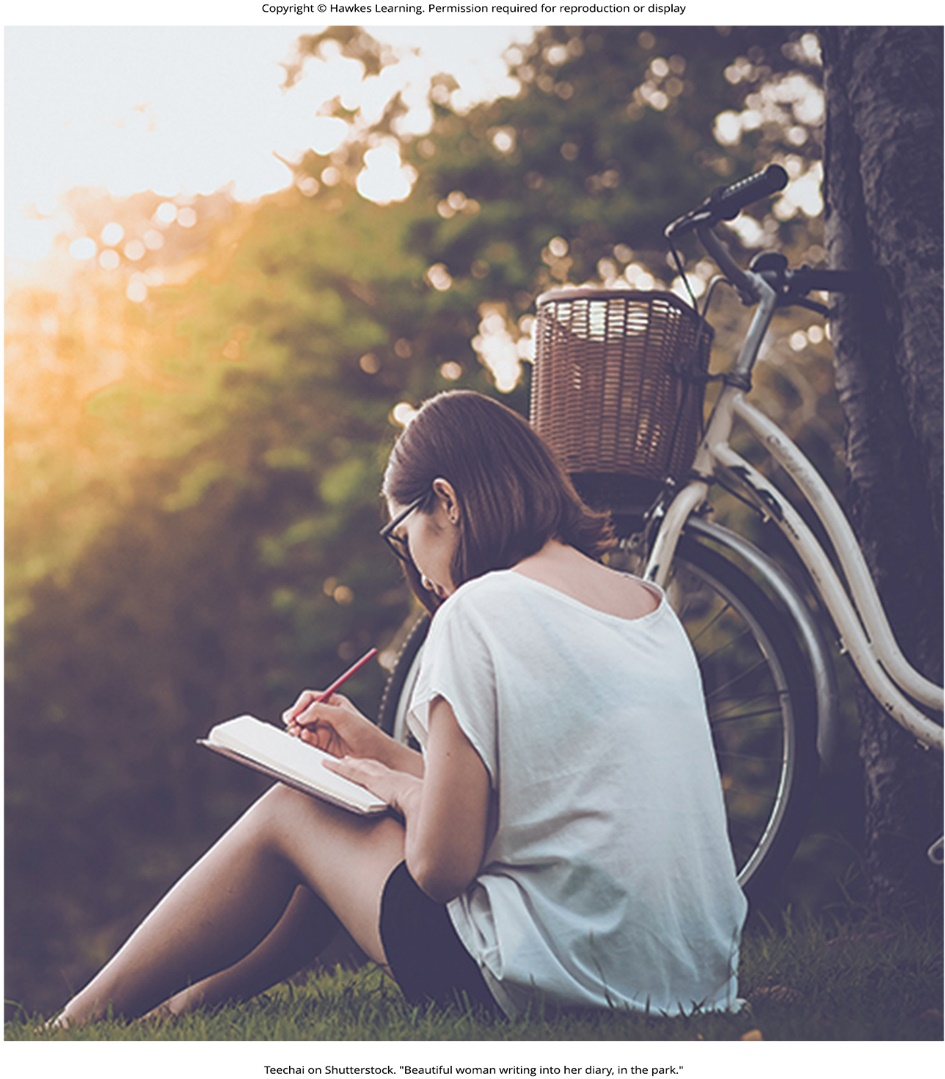 Copyright © Hawkes Learning. Permission required for reproduction or display
Teechai on Shutterstock. "Beautiful woman writing into her diary, in the park."